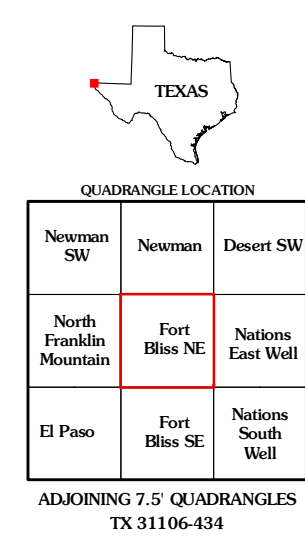 TEXAS
QUADRANGLE LOCATION
Newman
SW
Newman
Desert SW
North
Franklin
Mountain
Fort
Bliss NE
Nations
East Well
El Paso
Fort
Bliss SE
Nations
South
Well
ADJOINING 7.5' QUADRANGLES
TX 31106-434